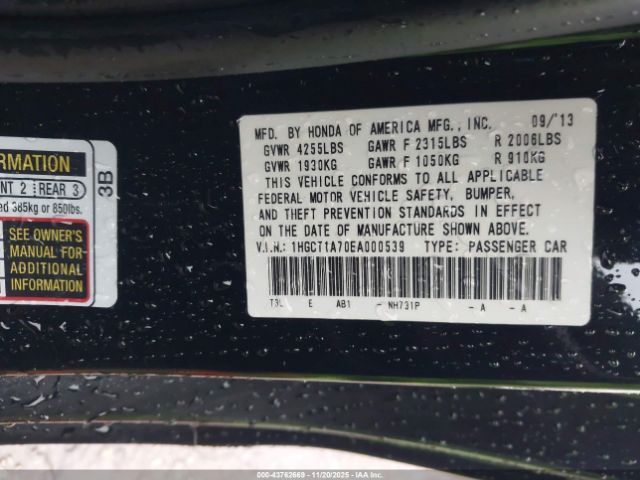 RMATION
NT 2 REAR 3
ed 385kg or 850lbs.
SEE OWNER'S
MANUAL FOR
ADDITIONAL
INFORMATION
3B
MFD. BY HONDA OF AMERICA MFG., INC. 09/'13
GVWR 4255LBS GAWR F 2315LBS R 2006LBS
GVWR 1930KG GAWR F 1050KG R 910KG
THIS VEHICLE CONFORMS TO ALL APPLICABLE
FEDERAL MOTOR VEHICLE SAFETY, BUMPER,
AND THEFT PREVENTION STANDARDS IN EFFECT
ON THE DATE OF MANUFACTURE SHOWN ABOVE.
V.I.N.: 1HGCT1A70EA000539 TYPE: PASSENGER CAR
T3L E AB1 - NH731P - A - A
000-43762669 | 11/20/2025 - IAAI.COM